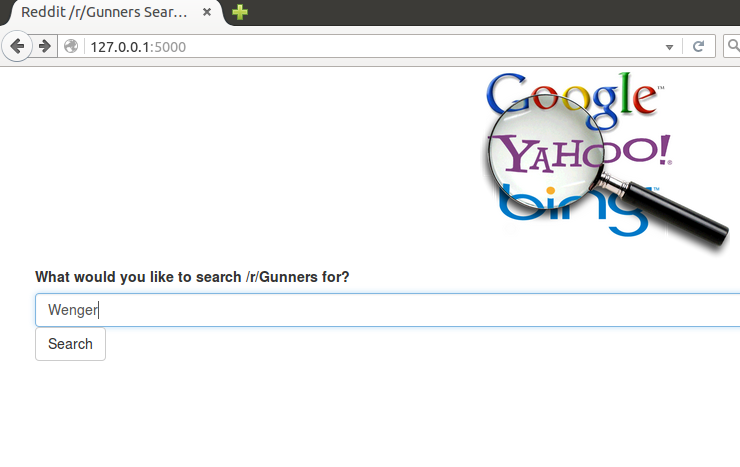 Reddit /r/Gunners Sear...
127.0.0.1:5000
Google™
YAHOO!®
bing™
What would you like to search /r/Gunners for?
Wenger
Search